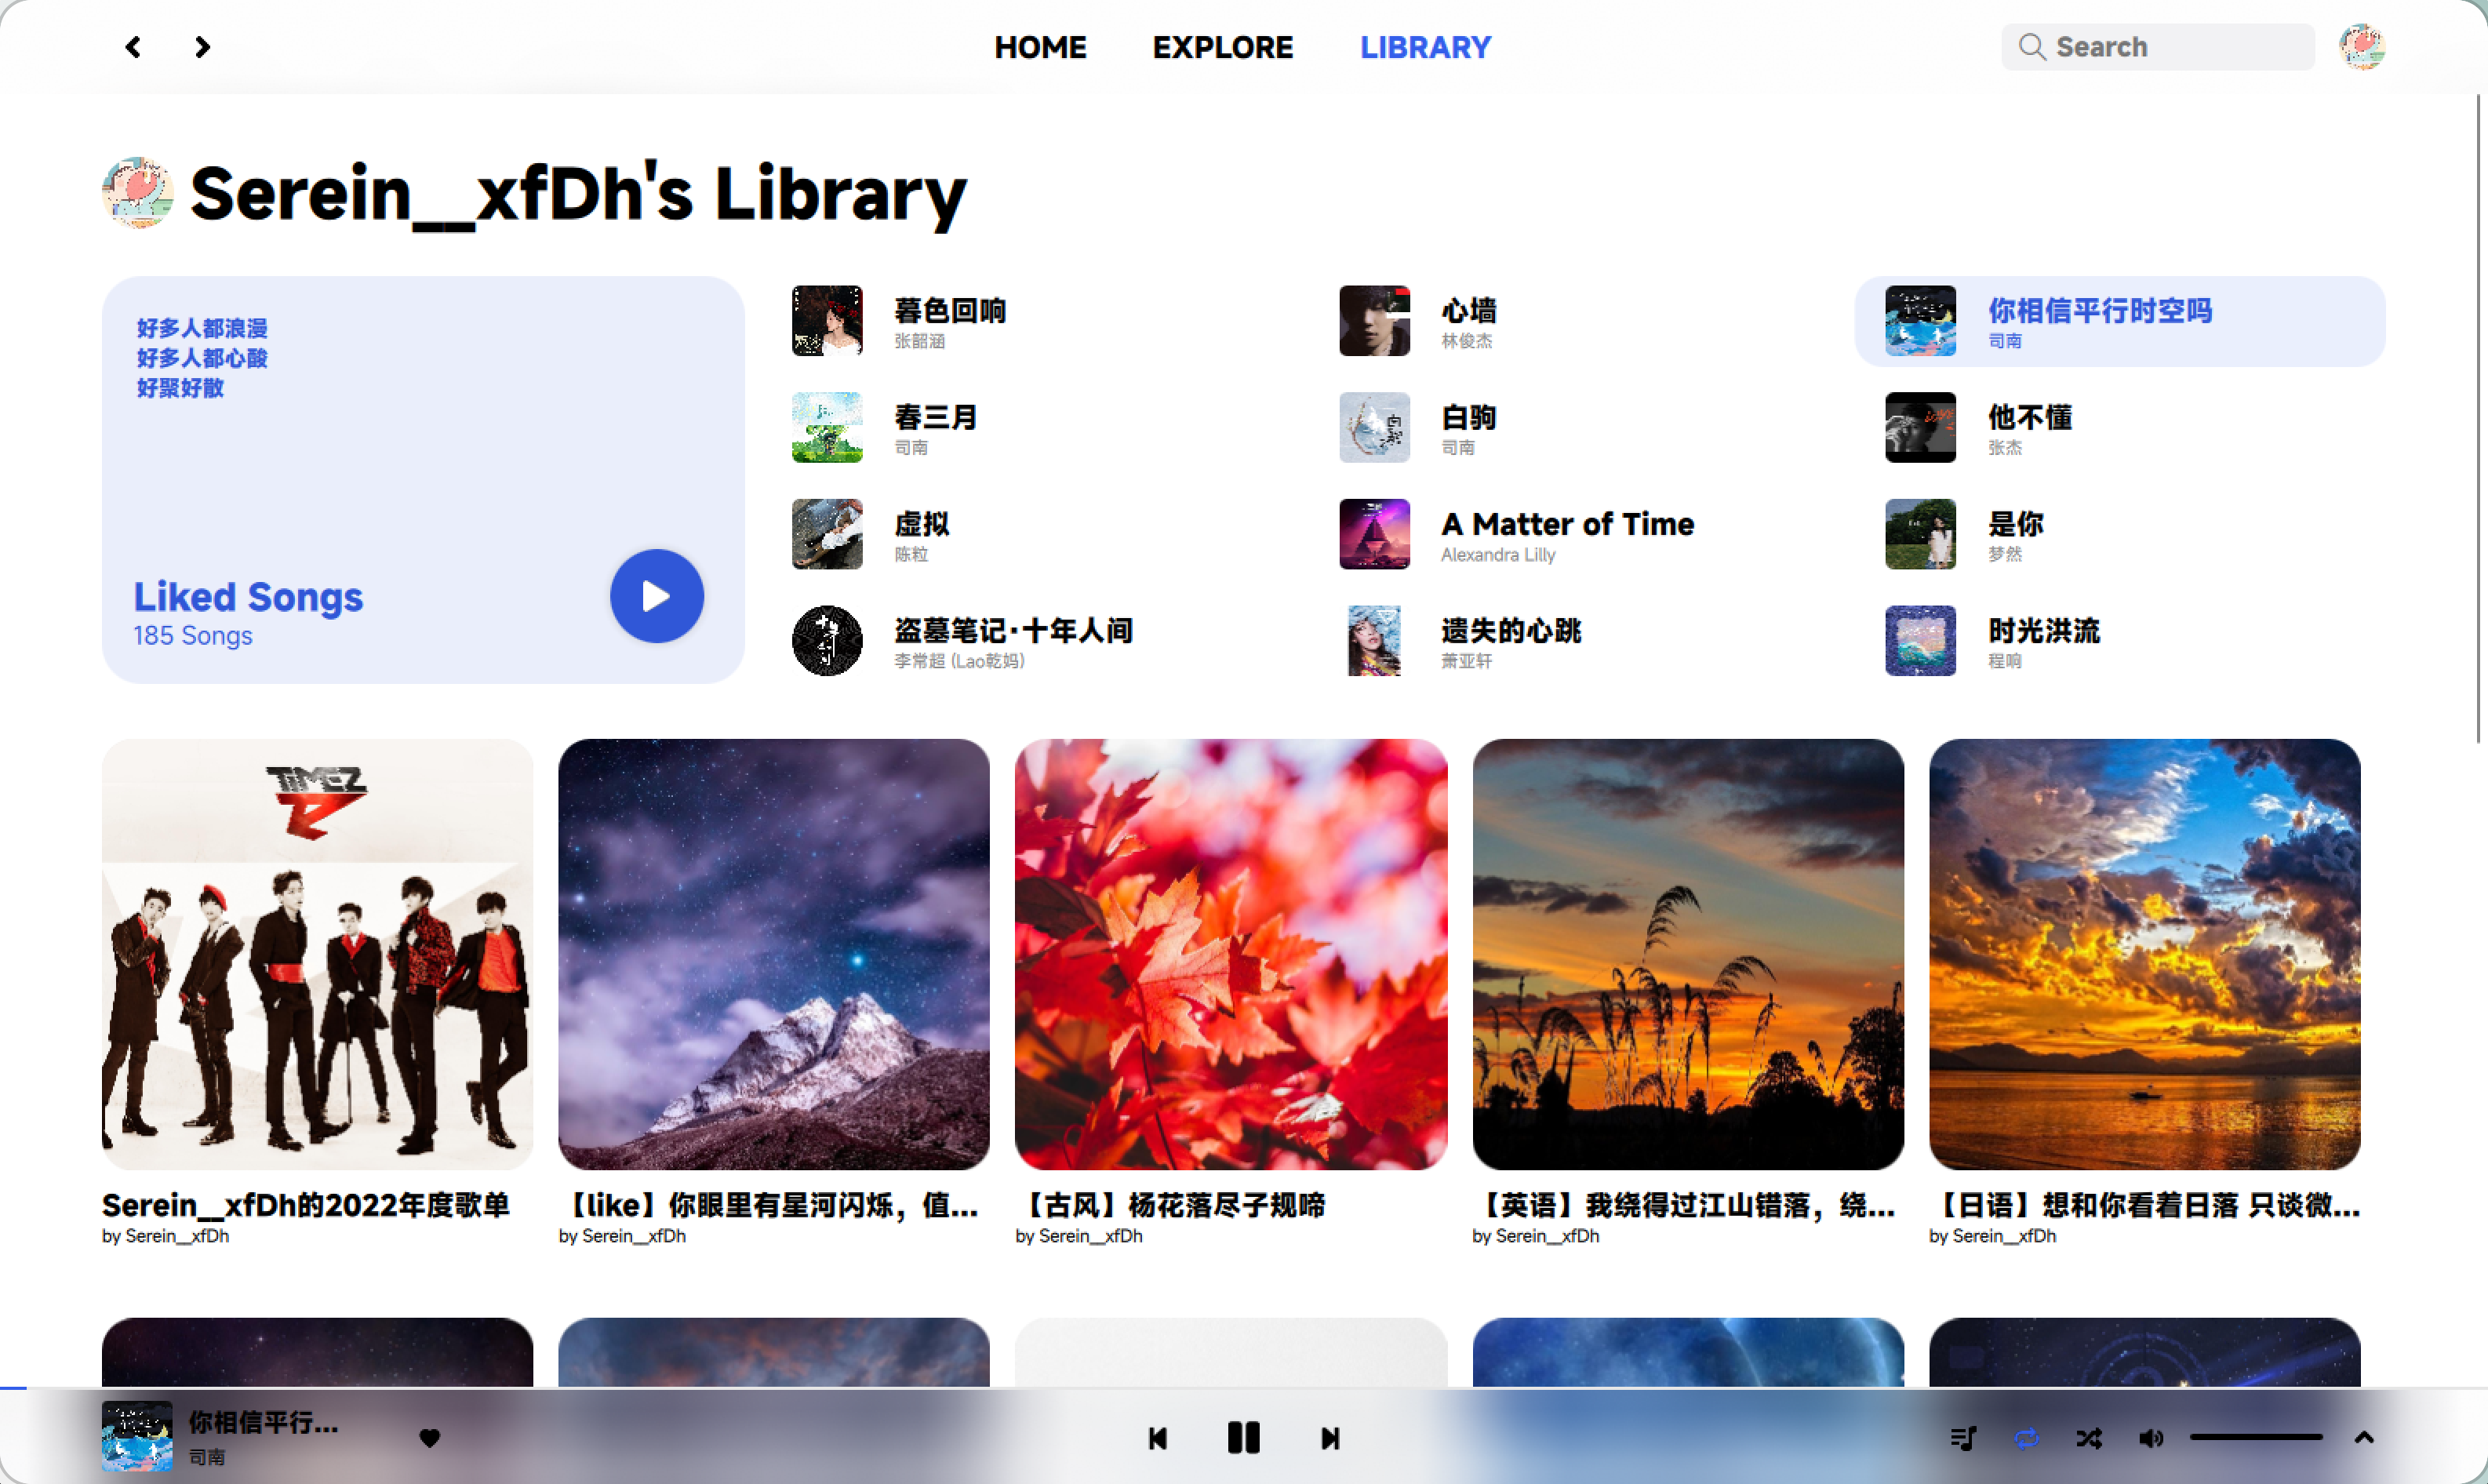 HOME
EXPLORE
LIBRARY
Search
Serein__xfDh's Library
好多人都浪漫
好多人都心酸
好聚好散
Liked Songs
185 Songs
暮色回响
张韶涵
心墙
林俊杰
你相信平行时空吗
司南
春三月
司南
白驹
司南
他不懂
张杰
虚拟
陈粒
A Matter of Time
Alexandra Lilly
是你
梦然
盗墓笔记·十年人间
李常超 (Lao乾妈)
遗失的心跳
萧亚轩
时光洪流
程响
TiMEZ
Serein__xfDh的2022年度歌单
by Serein__xfDh
【like】你眼里有星河闪烁，值...
by Serein__xfDh
【古风】杨花落尽子规啼
by Serein__xfDh
【英语】我绕得过江山错落，绕...
by Serein__xfDh
【日语】想和你看着日落 只谈微...
by Serein__xfDh
你相信平行...
司南